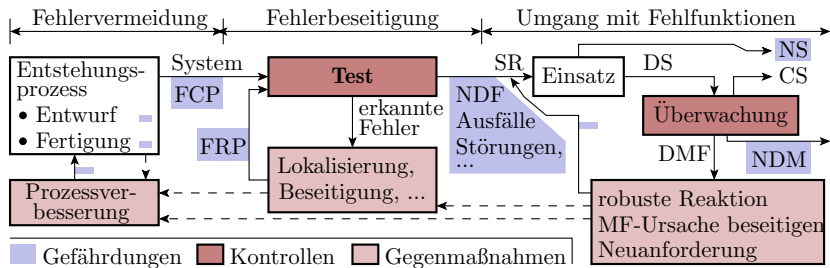 Fehlervermeidung
Fehlerbeseitigung
Umgang mit Fehlfunktionen
Entstehungs-
prozess
• Entwurf
• Fertigung
System
FCP
Test
SR
Einsatz
DS
NS
CS
FRP
erkannte
Fehler
NDF
Ausfälle
Störungen,
...
Überwachung
DMF
NDM
Lokalisierung,
Beseitigung, ...
Prozessver-
besserung
robuste Reaktion
MF-Ursache beseitigen
Neuanforderung
Gefährdungen
Kontrollen
Gegenmaßnahmen